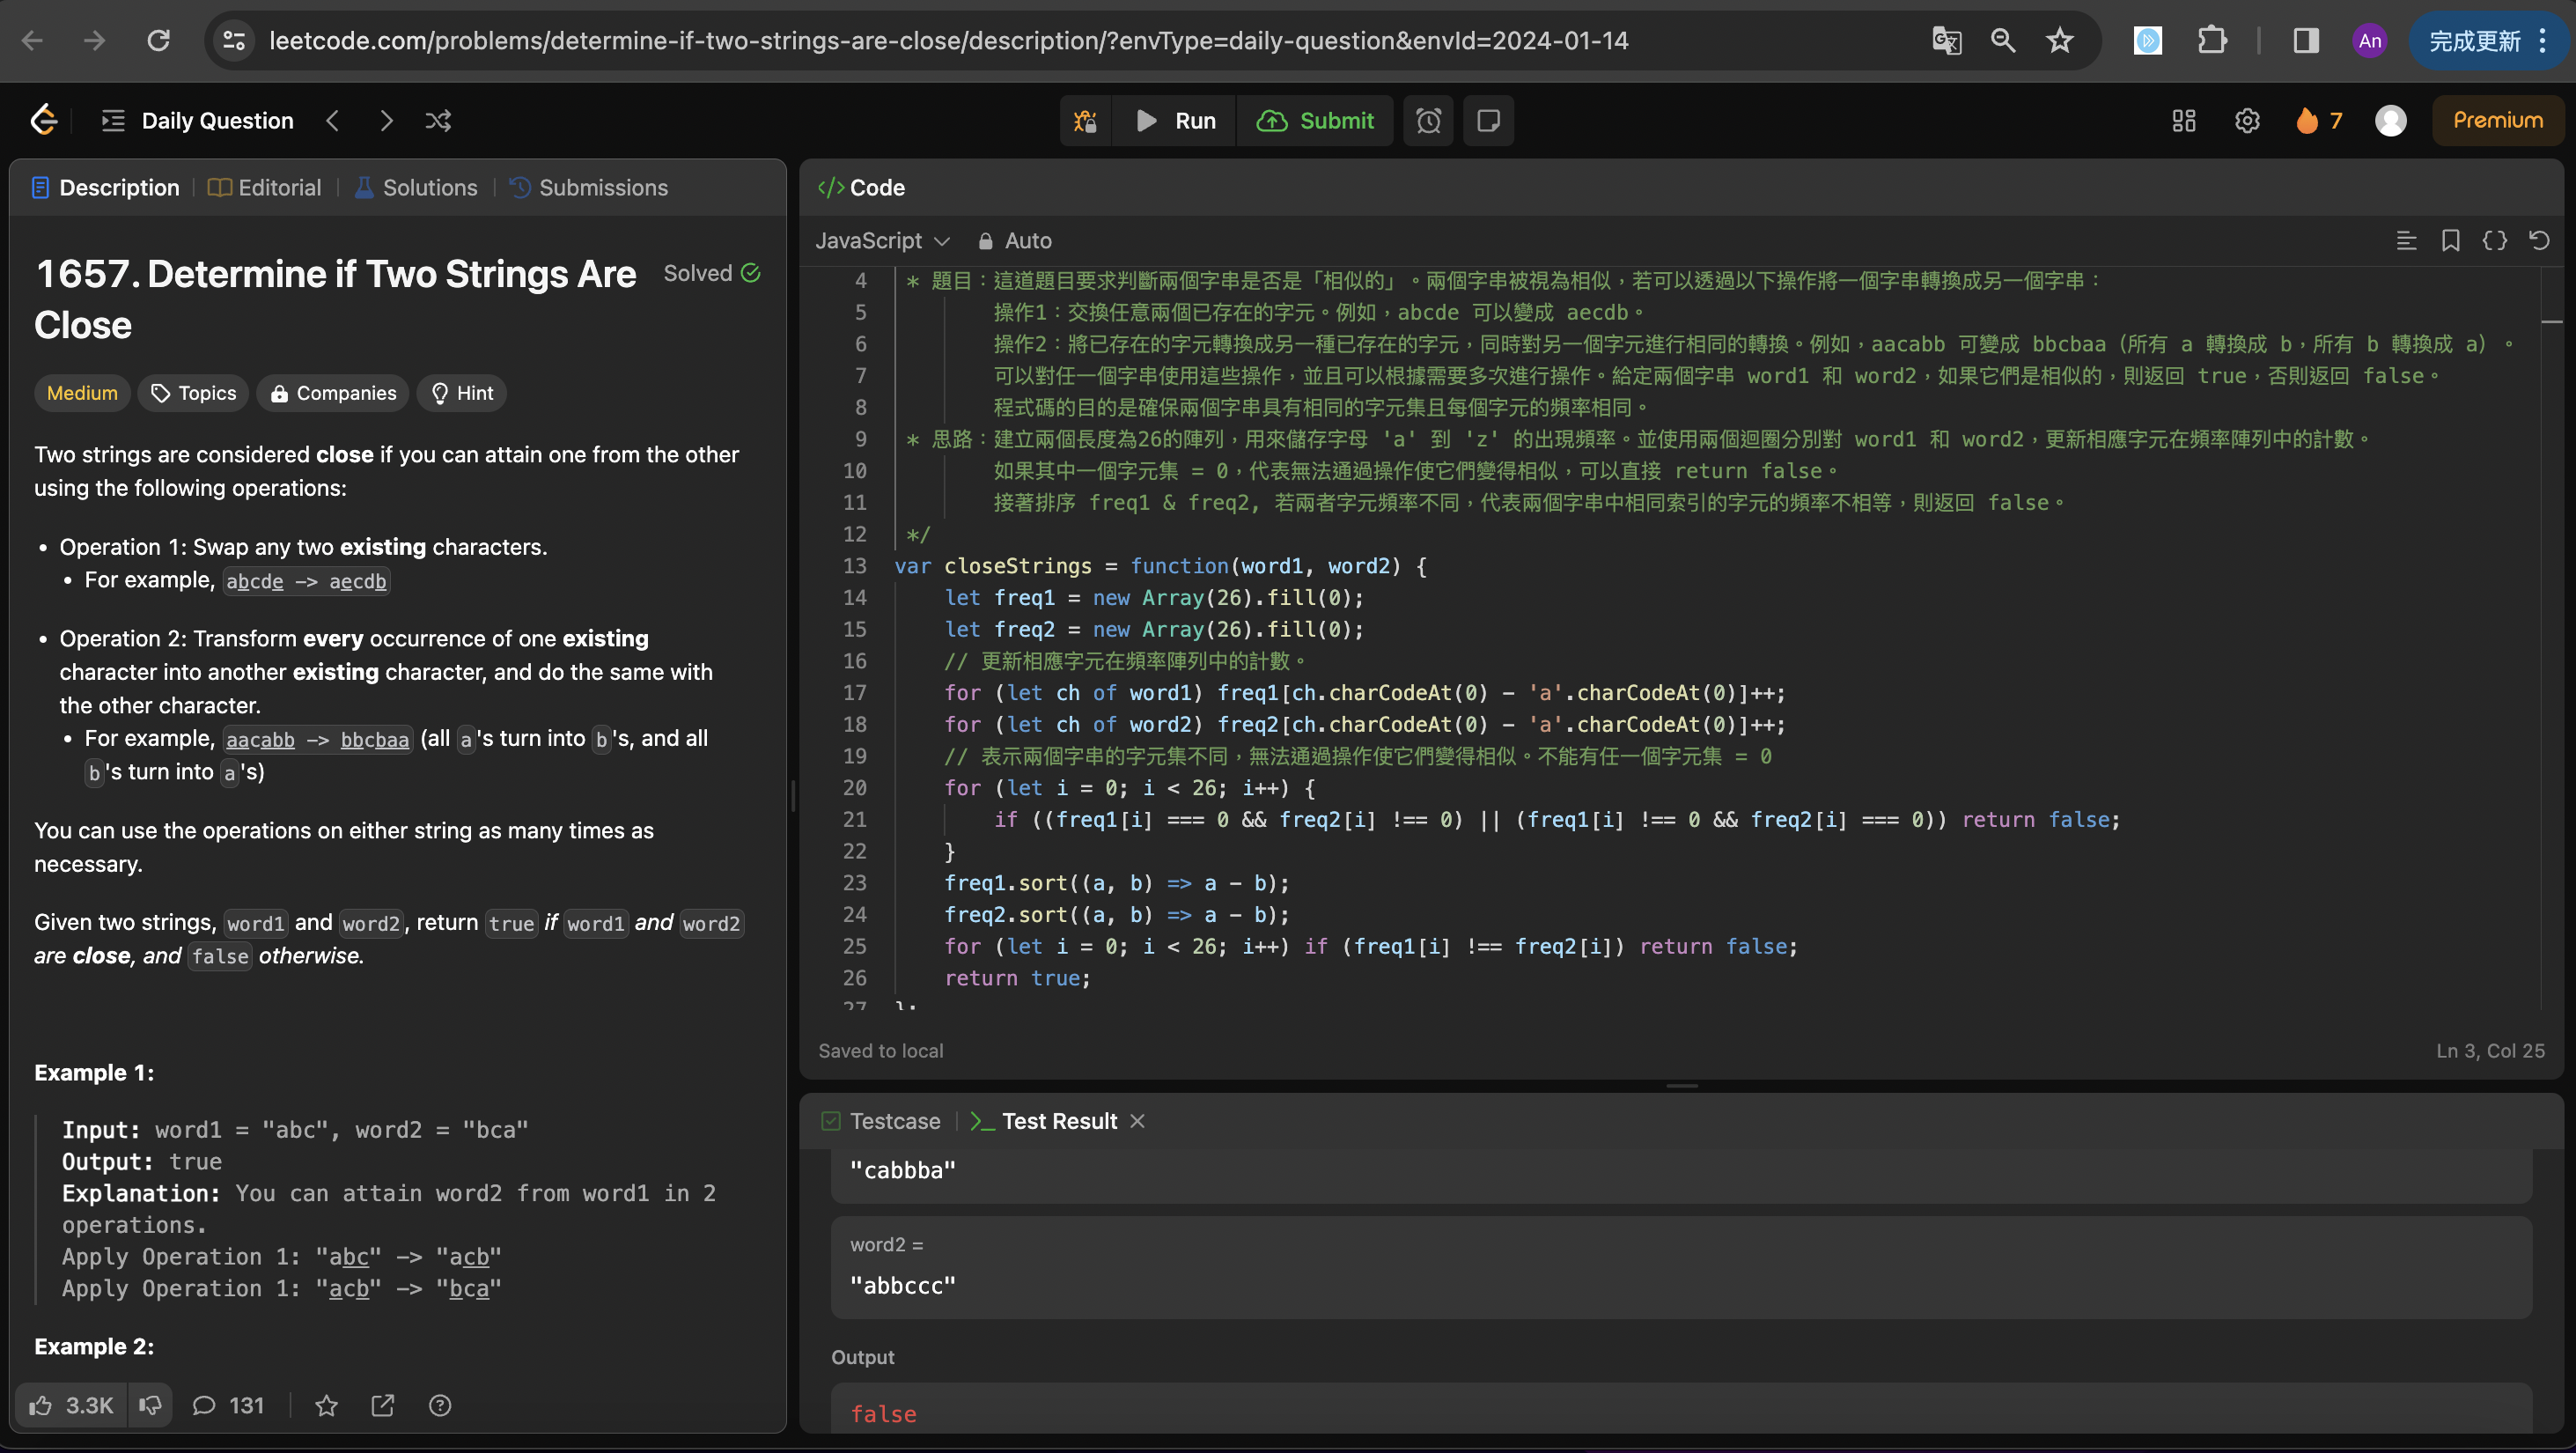 leetcode.com/problems/determine-if-two-strings-are-close/description/?envType=daily-question&envId=2024-01-14
An
完成更新
Daily Question
Run
Submit
7
Premium
Description
Editorial
Solutions
Submissions
1657. Determine if Two Strings Are
Close
Solved
Medium
Topics
Companies
Hint
Two strings are considered close if you can attain one from the other
using the following operations:
• Operation 1: Swap any two existing characters.
• For example, abcde -> aecdb
• Operation 2: Transform every occurrence of one existing
character into another existing character, and do the same with
the other character.
• For example, aacabb -> bbcbaa (all a's turn into b's, and all
b's turn into a's)
You can use the operations on either string as many times as
necessary.
Given two strings, word1 and word2, return true if word1 and word2
are close, and false otherwise.
Example 1:
Input: word1 = "abc", word2 = "bca"
Output: true
Explanation: You can attain word2 from word1 in 2
operations.
Apply Operation 1: "abc" -> "acb"
Apply Operation 1: "acb" -> "bca"
Example 2:
3.3K
131
</> Code
JavaScript
Auto
4 * 題目：這道題目要求判斷兩個字串是否是「相似的」。兩個字串被視為相似，若可以透過以下操作將一個字串轉換成另一個字串：
5 操作1：交換任意兩個已存在的字元。例如，abcde 可以變成 aecdb。
6 操作2：將已存在的字元轉換成另一種已存在的字元，同時對另一個字元進行相同的轉換。例如，aacabb 可變成 bbcbaa（所有 a 轉換成 b，所有 b 轉換成 a）。
7 可以對任一個字串使用這些操作，並且可以根據需要多次進行操作。給定兩個字串 word1 和 word2，如果它們是相似的，則返回 true，否則返回 false。
8 程式碼的目的是確保兩個字串具有相同的字元集且每個字元的頻率相同。
9 * 思路：建立兩個長度為26的陣列，用來儲存字母 'a' 到 'z' 的出現頻率。並使用兩個迴圈分別對 word1 和 word2，更新相應字元在頻率陣列中的計數。
10 如果其中一個字元集 = 0，代表無法通過操作使它們變得相似，可以直接 return false。
11 接著排序 freq1 & freq2, 若兩者字元頻率不同，代表兩個字串中相同索引的字元的頻率不相等，則返回 false。
12 */
13 var closeStrings = function(word1, word2) {
14 let freq1 = new Array(26).fill(0);
15 let freq2 = new Array(26).fill(0);
16 // 更新相應字元在頻率陣列中的計數。
17 for (let ch of word1) freq1[ch.charCodeAt(0) - 'a'.charCodeAt(0)]++;
18 for (let ch of word2) freq2[ch.charCodeAt(0) - 'a'.charCodeAt(0)]++;
19 // 表示兩個字串的字元集不同，無法通過操作使它們變得相似。不能有任一個字元集 = 0
20 for (let i = 0; i < 26; i++) {
21 if ((freq1[i] === 0 && freq2[i] !== 0) || (freq1[i] !== 0 && freq2[i] === 0)) return false;
22 }
23 freq1.sort((a, b) => a - b);
24 freq2.sort((a, b) => a - b);
25 for (let i = 0; i < 26; i++) if (freq1[i] !== freq2[i]) return false;
26 return true;
27 };
Saved to local
Ln 3, Col 25
Testcase
Test Result
"cabbba"
word2 =
"abbccc"
Output
false